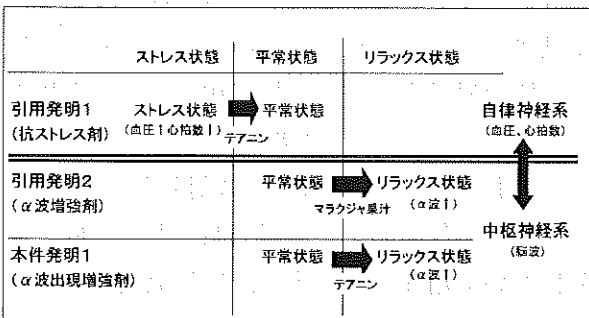 ストレス状態 平常状態 リラックス状態
引用発明1 ストレス状態 平常状態 自律神経系
(抗ストレス剤) (血圧↑心拍数↑) テアニン (血圧、心拍数)
引用発明2 平常状態 リラックス状態
(α波増強剤) マラクジャ果汁 (α波↑)
中枢神経系
(脳波)
本件発明1 平常状態 リラックス状態
(α波出現増強剤) テアニン (α波↑)